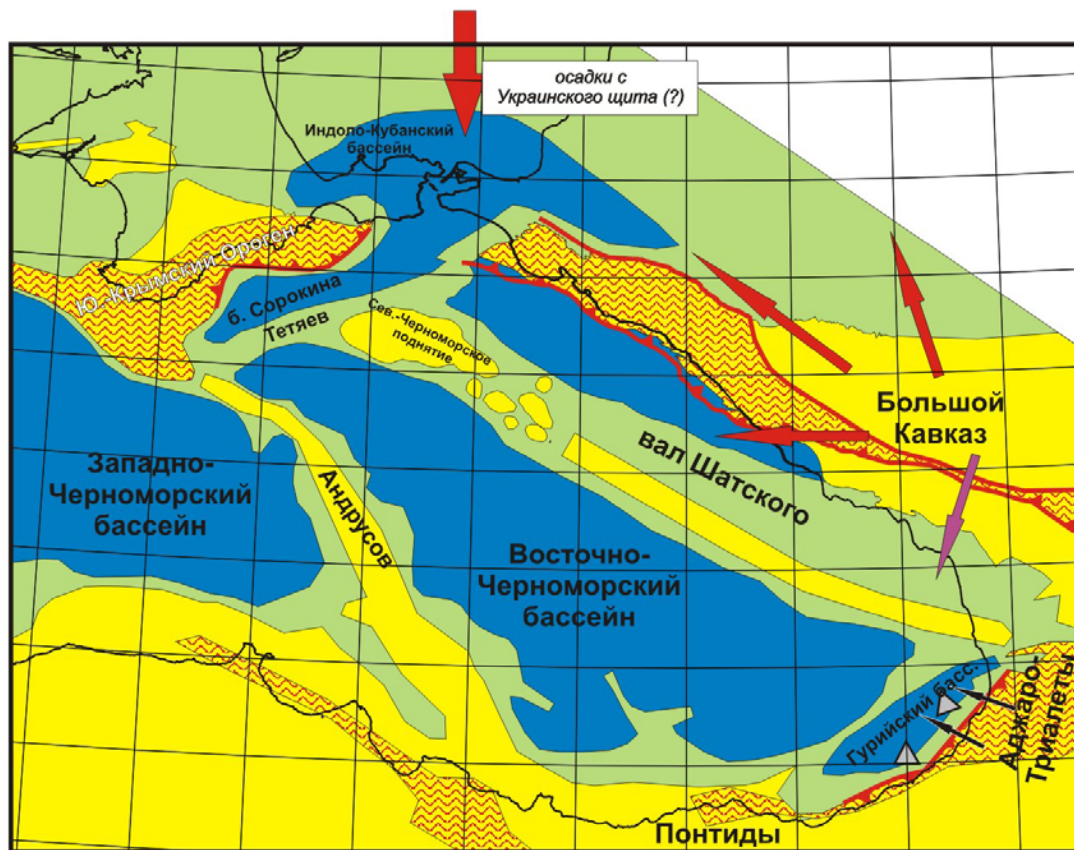 осадки с
Украинского щита (?)
Индоло-Кубанский
бассейн
Ю.-Крымский Ороген
б. Сорокина
Тетяев
Сев.-Черноморское
поднятие
Большой
Кавказ
вал Шатского
Западно-
Черноморский
бассейн
Андрусов
Восточно-
Черноморский
бассейн
Гурийский басс.
Аджаро-
Триалеты
Понтиды